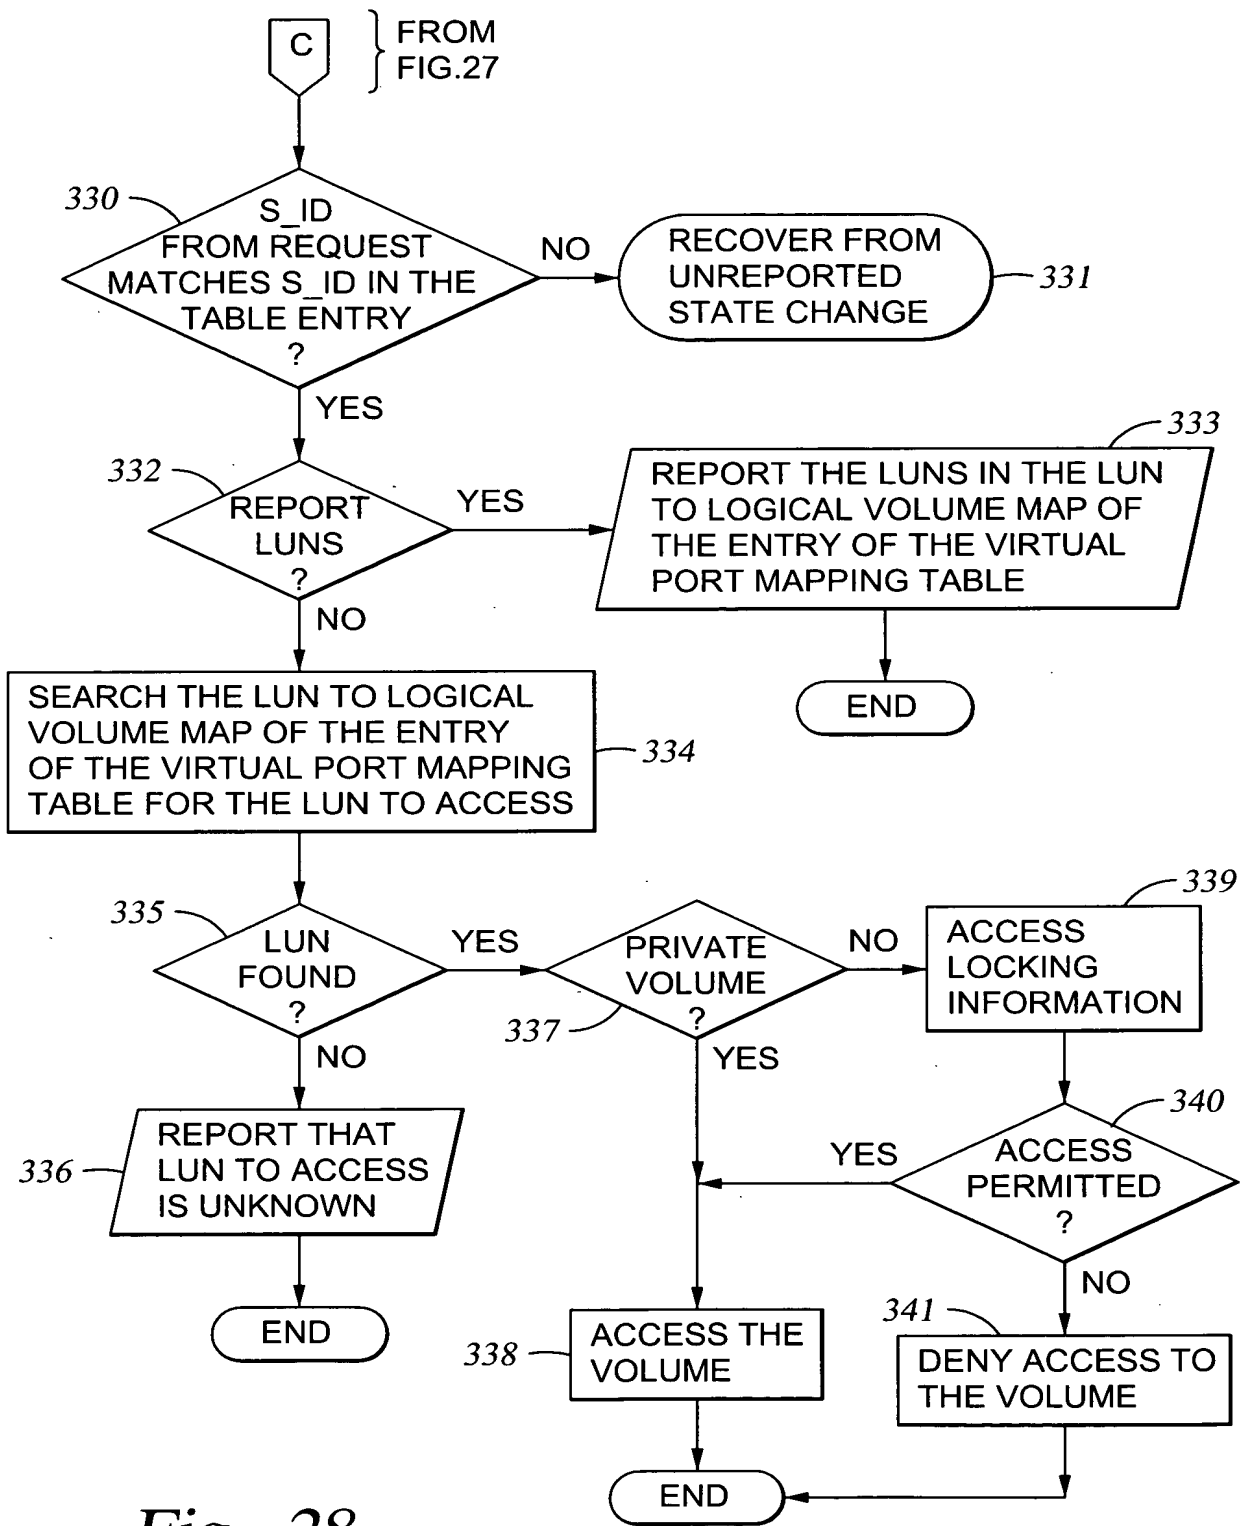 C
FROM
FIG.27
330
S_ID
FROM REQUEST
MATCHES S_ID IN THE
TABLE ENTRY
?
NO
RECOVER FROM
UNREPORTED
STATE CHANGE
331
YES
332
REPORT
LUNS
?
YES
333
REPORT THE LUNS IN THE LUN
TO LOGICAL VOLUME MAP OF
THE ENTRY OF THE VIRTUAL
PORT MAPPING TABLE
END
NO
SEARCH THE LUN TO LOGICAL
VOLUME MAP OF THE ENTRY
OF THE VIRTUAL PORT MAPPING
TABLE FOR THE LUN TO ACCESS
334
335
LUN
FOUND
?
YES
PRIVATE
VOLUME
?
337
NO
339
ACCESS
LOCKING
INFORMATION
NO
YES
REPORT THAT
LUN TO ACCESS
IS UNKNOWN
336
END
340
ACCESS
PERMITTED
?
YES
NO
338
ACCESS THE
VOLUME
341
DENY ACCESS TO
THE VOLUME
END
Fig. 28